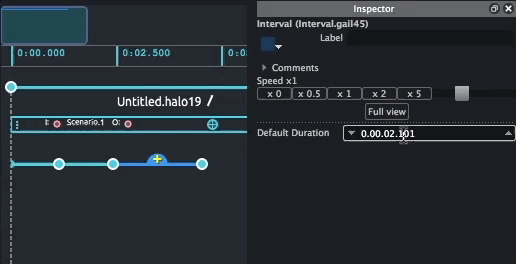 Inspector
Interval (Interval.gail45)
Label
Comments
Speed x1
x 0 x 0.5 x 1 x 2 x 5
Full view
Default Duration 0.00.02.101
0:00.000 0:02.500
Untitled.halo19 /
Scenario.1 O: